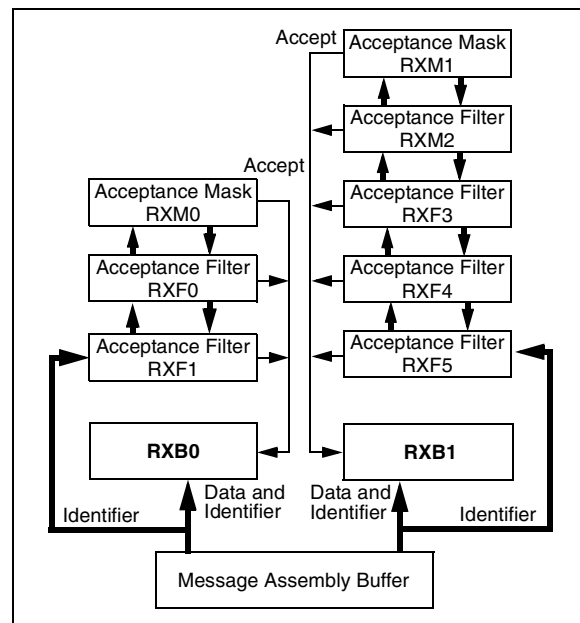 Accept
Acceptance Mask
RXM1
Acceptance Filter
RXM2
Accept
Acceptance Mask
RXM0
Acceptance Filter
RXF3
Acceptance Filter
RXF0
Acceptance Filter
RXF4
Acceptance Filter
RXF1
Acceptance Filter
RXF5
RXB0
RXB1
Identifier
Data and
Identifier
Data and
Identifier
Identifier
Message Assembly Buffer